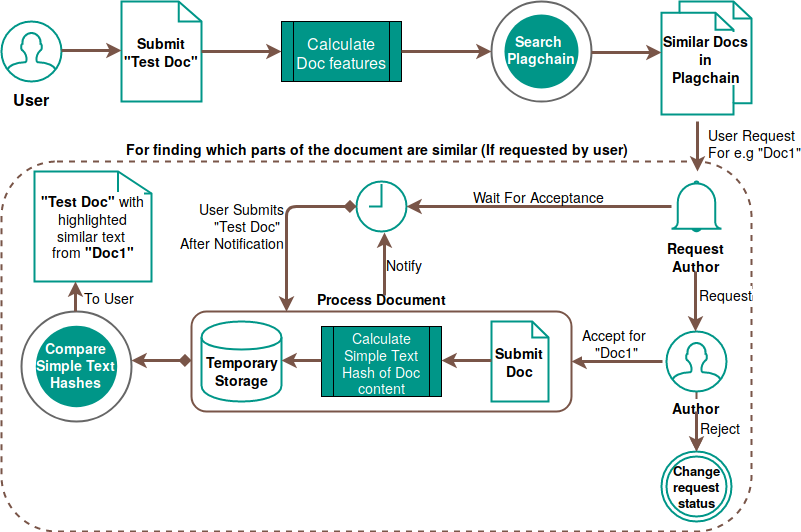 User
Submit
"Test Doc"
Calculate
Doc features
Search
Plagchain
Similar Docs
in
Plagchain
User Request
For e.g "Doc1"
For finding which parts of the document are similar (If requested by user)
"Test Doc" with
highlighted
similar text
from "Doc1"
User Submits
"Test Doc"
After Notification
Wait For Acceptance
Request
Author
Notify
To User
Process Document
Request
Compare
Simple Text
Hashes
Temporary
Storage
Calculate
Simple Text
Hash of Doc
content
Submit
Doc
Accept for
"Doc1"
Author
Reject
Change
request
status